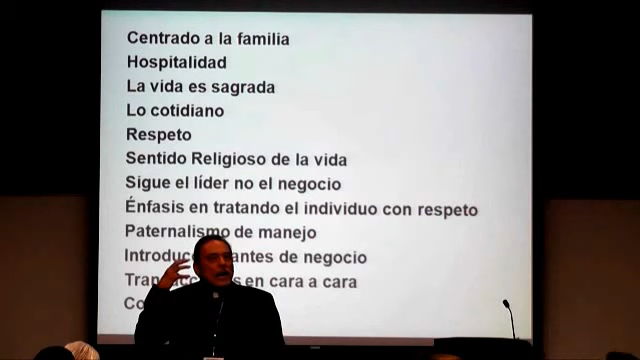 Centrado a la familia
Hospitalidad
La vida es sagrada
Lo cotidiano
Respeto
Sentido Religioso de la vida
Sigue el líder no el negocio
Énfasis en tratando el individuo con respeto
Paternalismo de manejo
antes de negocio
en cara a cara